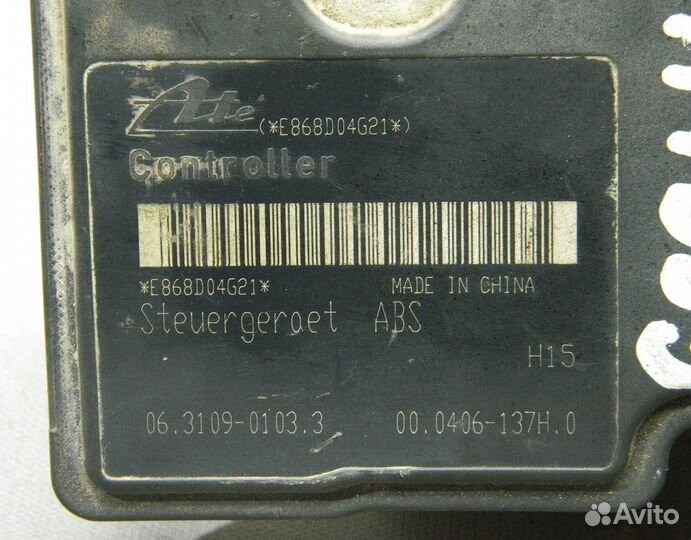 Ate (*E868D04G21*)
Controller
*E868D04G21* MADE IN CHINA
Steuergeraet ABS
H15
06.3109-0103.3 00.0406-137H.0
Avito